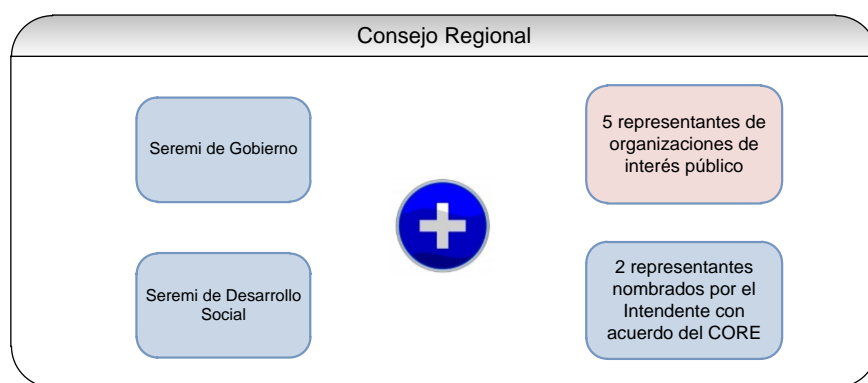 Consejo Regional
Seremi de Gobierno
5 representantes de
organizaciones de
interés público
Seremi de Desarrollo
Social
2 representantes
nombrados por el
Intendente con
acuerdo del CORE